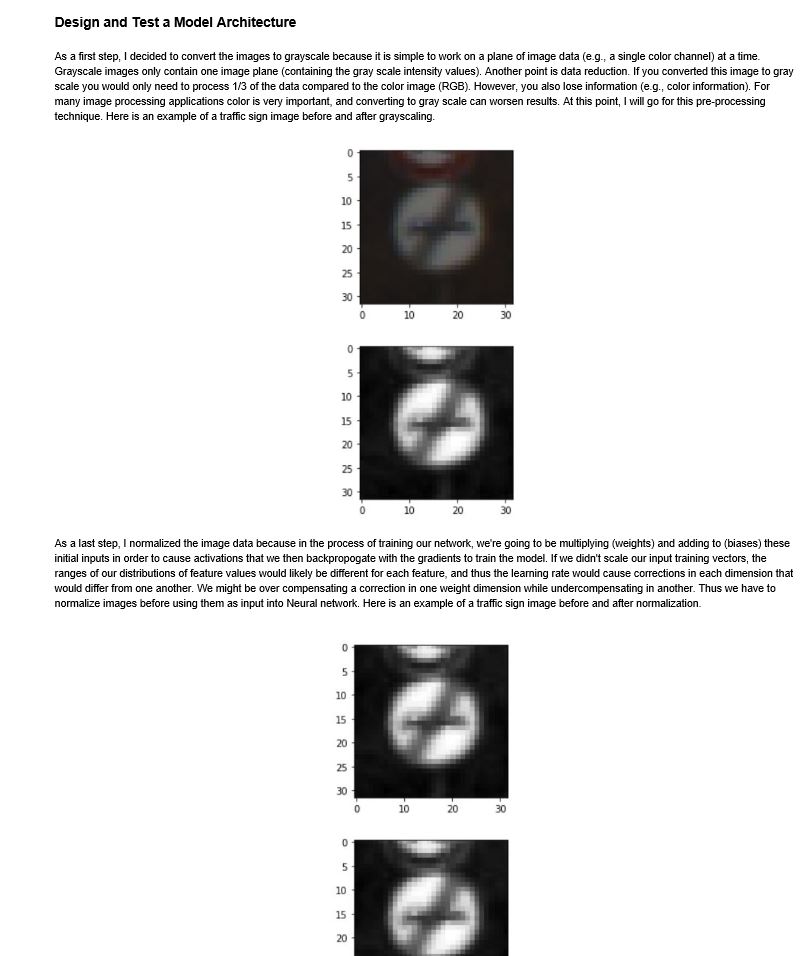 Design and Test a Model Architecture
As a first step, I decided to convert the images to grayscale because it is simple to work on a plane of image data (e.g., a single color channel) at a time.
Grayscale images only contain one image plane (containing the gray scale intensity values). Another point is data reduction. If you converted this image to gray
scale you would only need to process 1/3 of the data compared to the color image (RGB). However, you also lose information (e.g., color information). For
many image processing applications color is very important, and converting to gray scale can worsen results. At this point, I will go for this pre-processing
technique. Here is an example of a traffic sign image before and after grayscaling.
0
5
10
15
20
25
30
0 10 20 30
0
5
10
15
20
25
30
0 10 20 30
As a last step, I normalized the image data because in the process of training our network, we're going to be multiplying (weights) and adding to (biases) these
initial inputs in order to cause activations that we then backpropogate with the gradients to train the model. If we didn't scale our input training vectors, the
ranges of our distributions of feature values would likely be different for each feature, and thus the learning rate would cause corrections in each dimension that
would differ from one another. We might be over compensating a correction in one weight dimension while undercompensating in another. Thus we have to
normalize images before using them as input into Neural network. Here is an example of a traffic sign image before and after normalization.
0
5
10
15
20
25
30
0 10 20 30
0
5
10
15
20